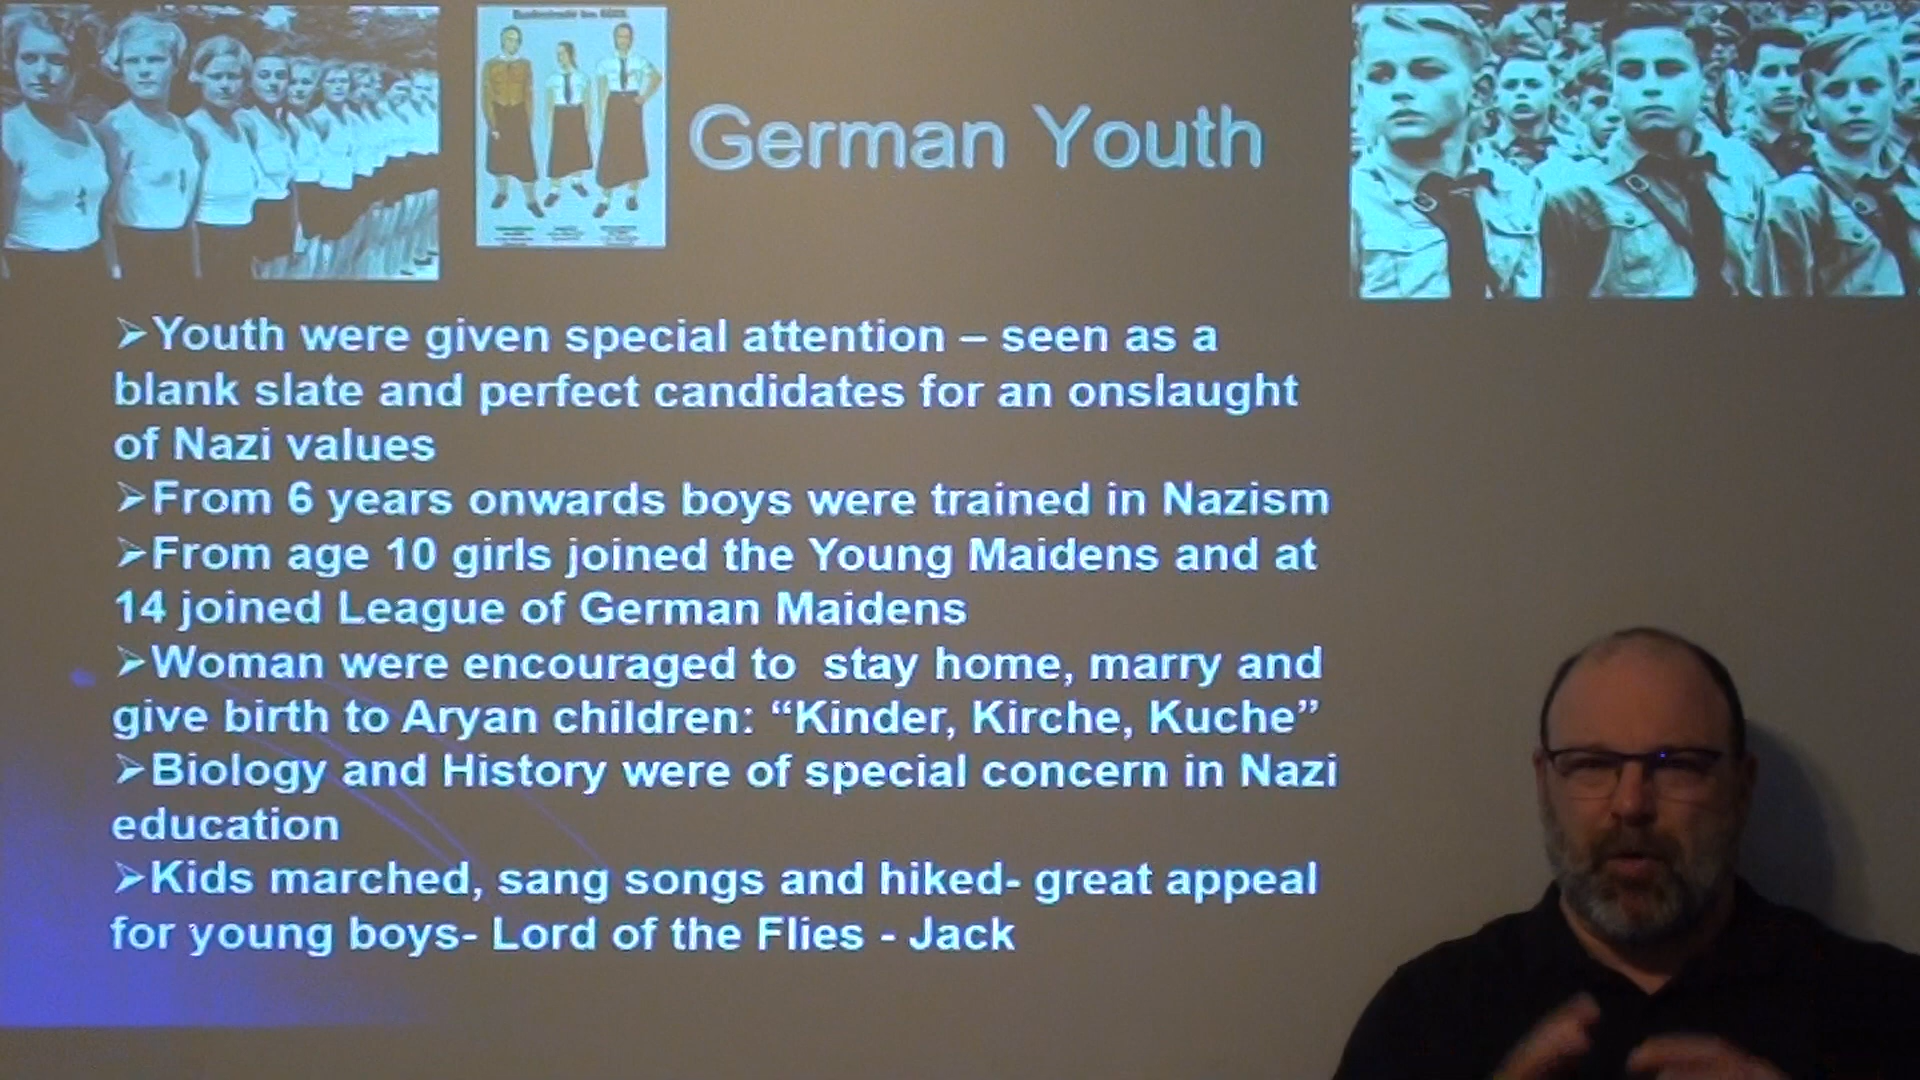 German Youth
➢Youth were given special attention – seen as a
blank slate and perfect candidates for an onslaught
of Nazi values
➢From 6 years onwards boys were trained in Nazism
➢From age 10 girls joined the Young Maidens and at
14 joined League of German Maidens
➢Woman were encouraged to  stay home, marry and
give birth to Aryan children: “Kinder, Kirche, Kuche”
➢Biology and History were of special concern in Nazi
education
➢Kids marched, sang songs and hiked- great appeal
for young boys- Lord of the Flies - Jack